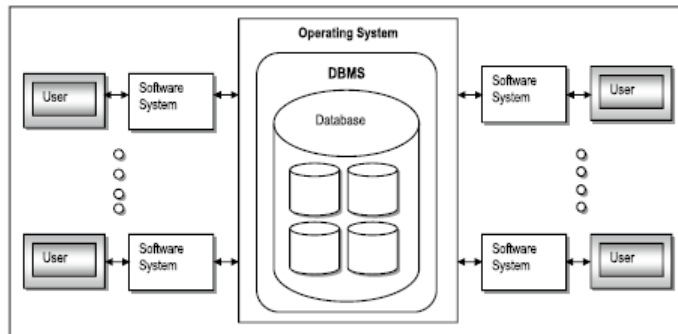 Operating System
DBMS
Database
User
Software
System
Software
System
User
User
Software
System
Software
System
User